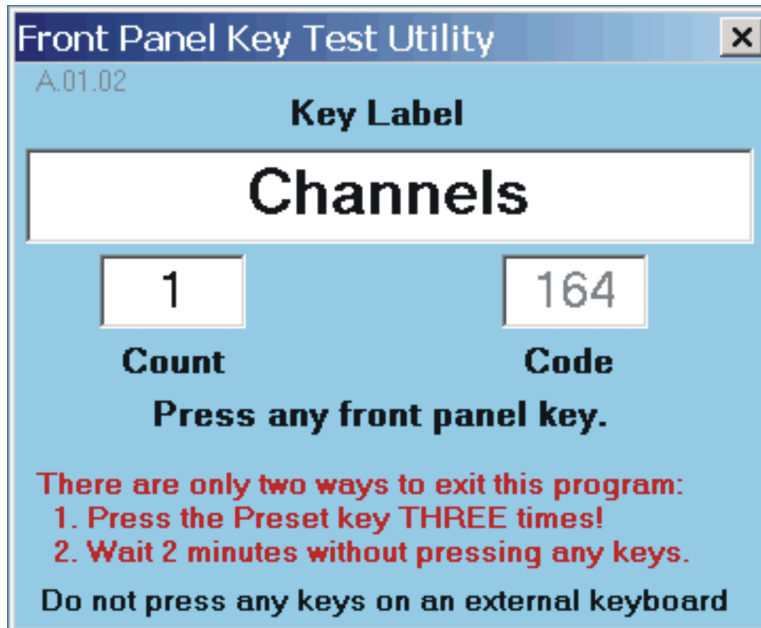 Front Panel Key Test Utility
A.01.02
Key Label
Channels
1 164
Count Code
Press any front panel key.
There are only two ways to exit this program:
1. Press the Preset key THREE times!
2. Wait 2 minutes without pressing any keys.
Do not press any keys on an external keyboard